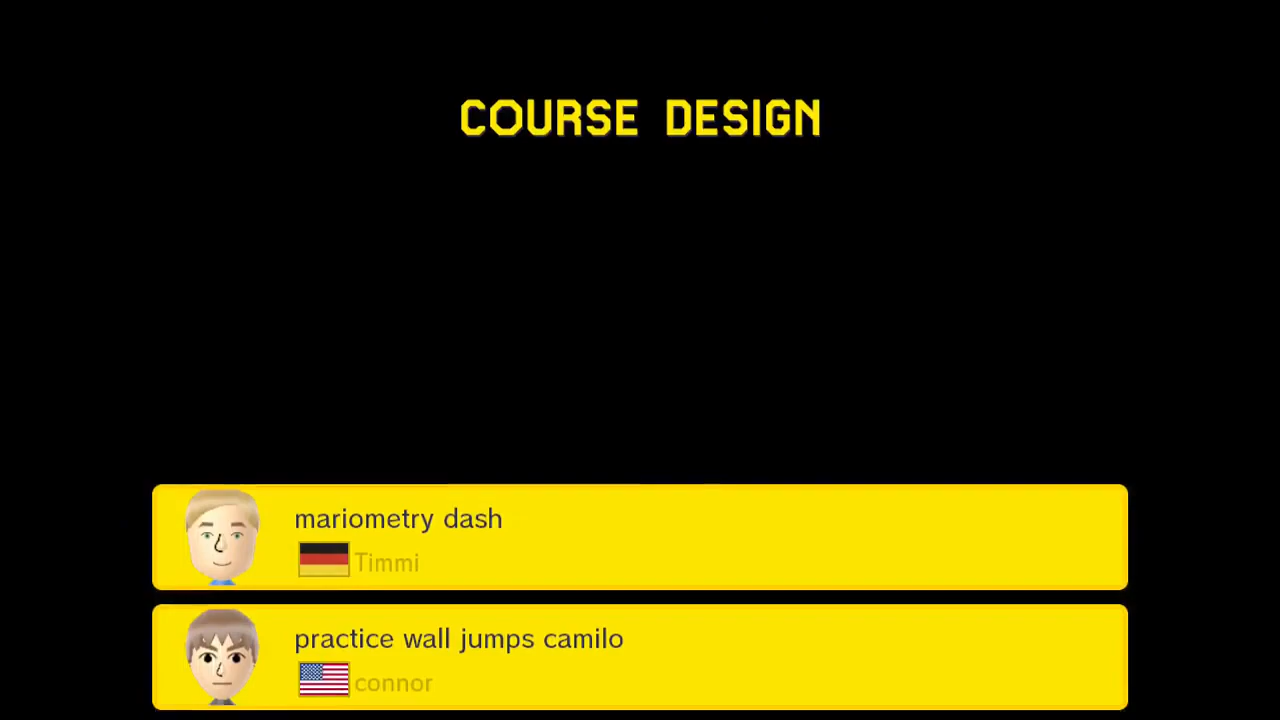 COURSE DESIGN
mariometry dash
Timmi
practice wall jumps camilo
connor